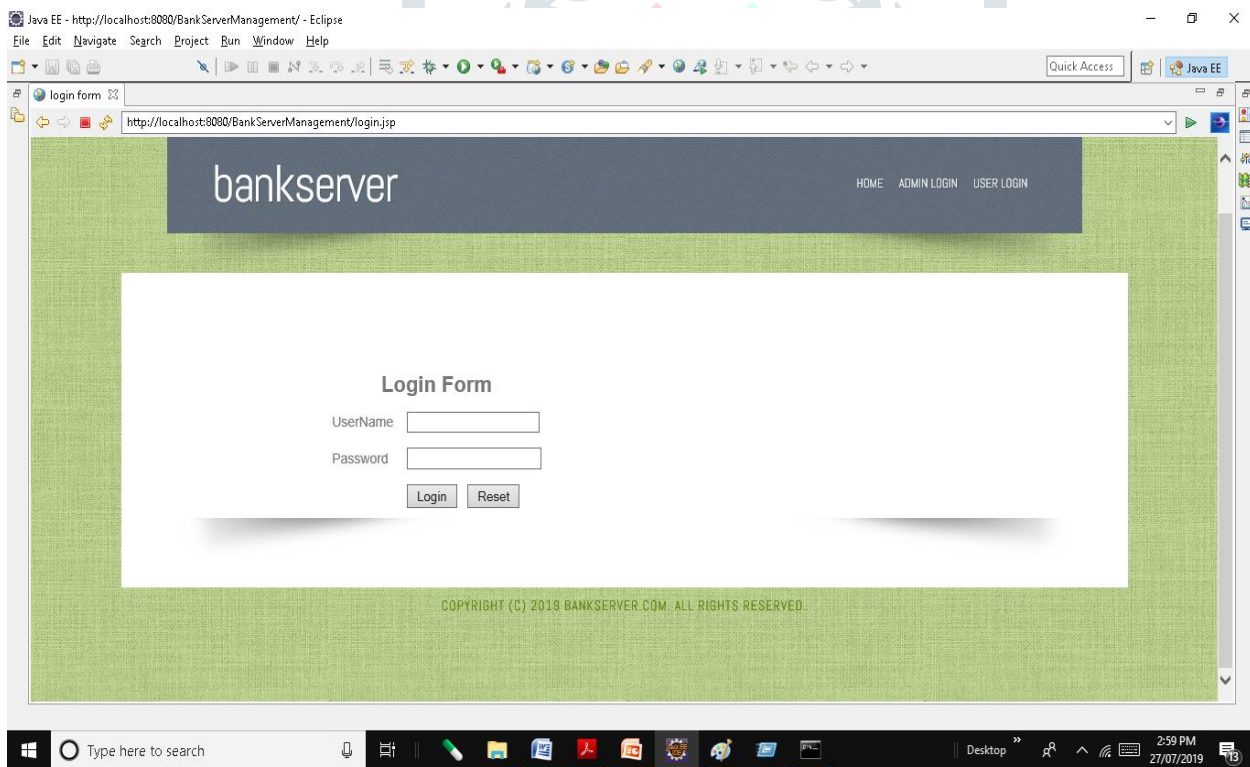 Java EE - http://localhost:8080/BankServerManagement/ - Eclipse
File Edit Navigate Search Project Run Window Help
Quick Access Java EE
login form
http://localhost:8080/BankServerManagement/login.jsp
bankserver
HOME ADMIN LOGIN USER LOGIN
Login Form
UserName
Password
Login Reset
COPYRIGHT (C) 2019 BANKSERVER.COM. ALL RIGHTS RESERVED.
Type here to search
Desktop
2:59 PM
27/07/2019
13